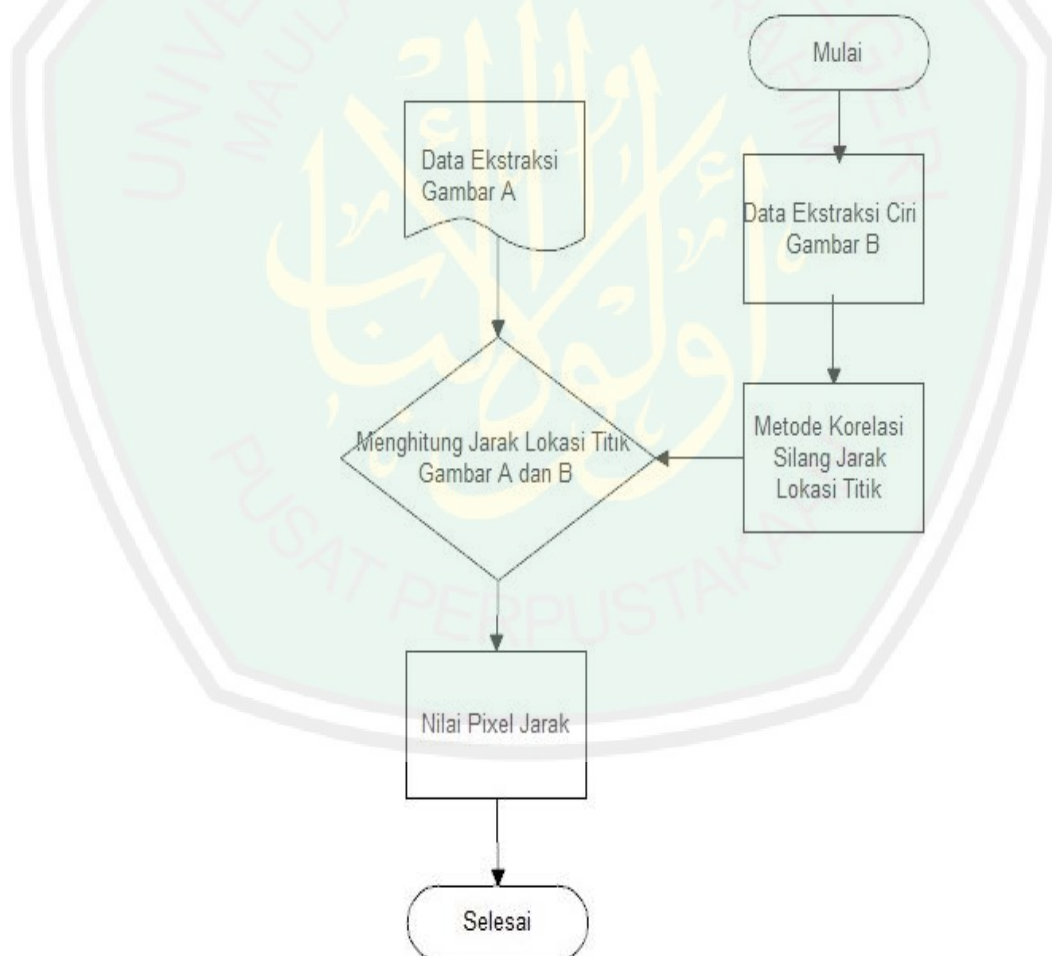 Mulai
Data Ekstraksi
Gambar A
Data Ekstraksi Ciri
Gambar B
Menghitung Jarak Lokasi Titik
Gambar A dan B
Metode Korelasi
Silang Jarak
Lokasi Titik
Nilai Pixel Jarak
Selesai
PUSAT PERPUSTAKAAN